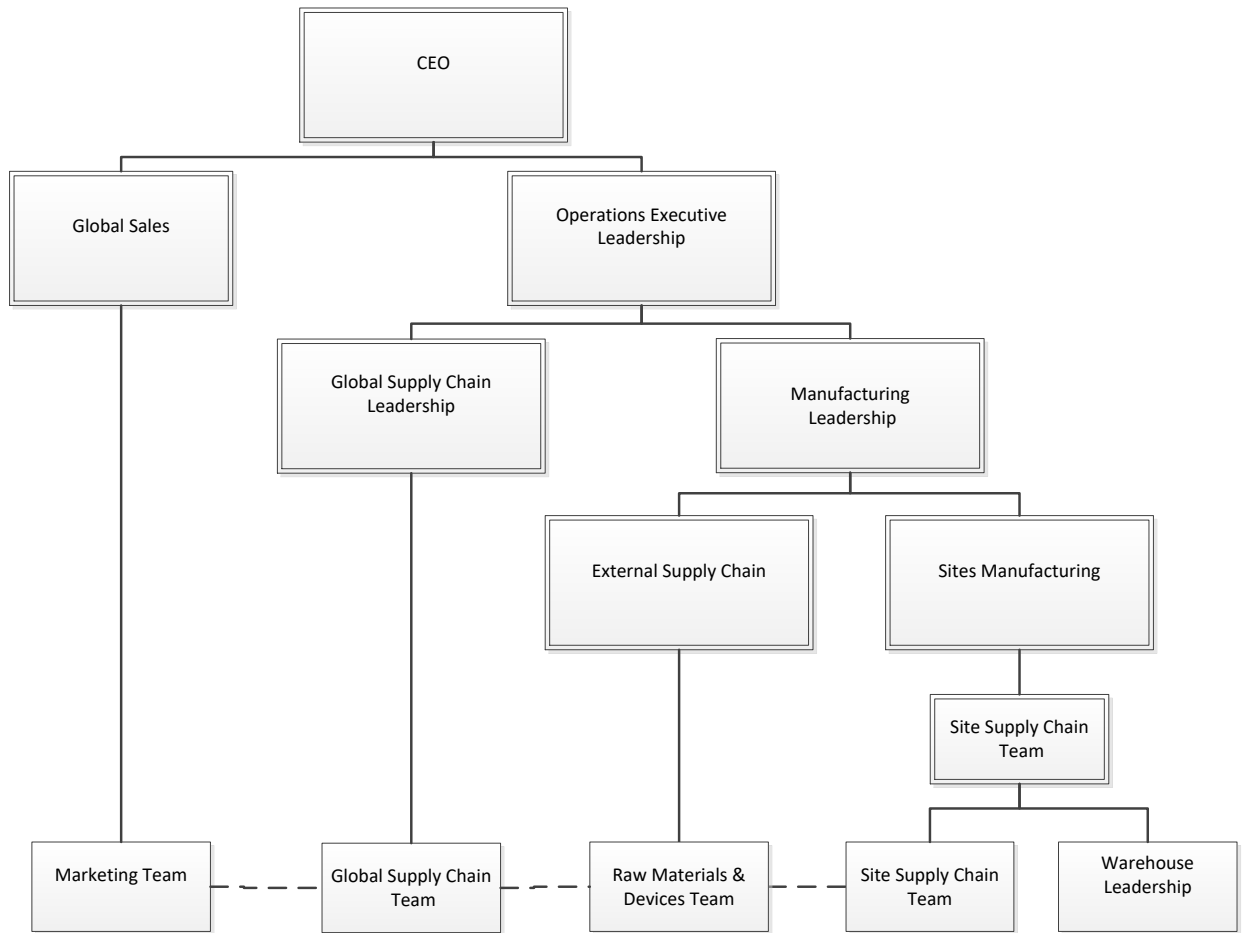 CEO
Global Sales
Operations Executive
Leadership
Global Supply Chain
Leadership
Manufacturing
Leadership
External Supply Chain
Sites Manufacturing
Site Supply Chain
Team
Marketing Team
Global Supply Chain
Team
Raw Materials &
Devices Team
Site Supply Chain
Team
Warehouse
Leadership